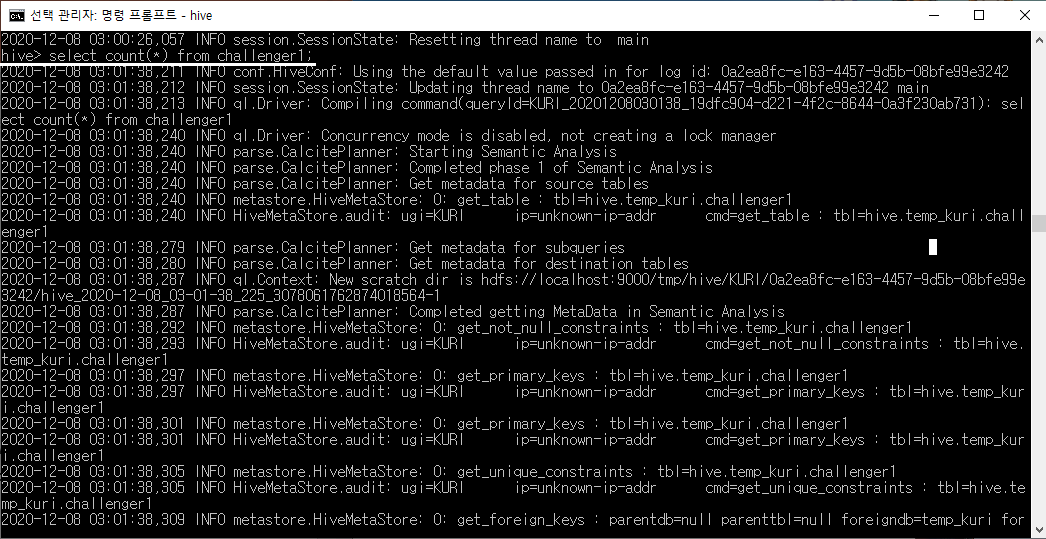 선택 관리자: 명령 프롬프트 - hive
2020-12-08 03:00:26,057 INFO session.SessionState: Resetting thread name to  main
hive> select count(*) from challenger1;
2020-12-08 03:01:38,211 INFO conf.HiveConf: Using the default value passed in for log id: 0a2ea8fc-e163-4457-9d5b-08bfe99e3242
2020-12-08 03:01:38,212 INFO session.SessionState: Updating thread name to 0a2ea8fc-e163-4457-9d5b-08bfe99e3242 main
2020-12-08 03:01:38,213 INFO ql.Driver: Compiling command(queryId=KURI_20201208030138_19dfc904-d221-4f2c-8644-0a3f230ab731): sel
ect count(*) from challenger1
2020-12-08 03:01:38,240 INFO ql.Driver: Concurrency mode is disabled, not creating a lock manager
2020-12-08 03:01:38,240 INFO parse.CalcitePlanner: Starting Semantic Analysis
2020-12-08 03:01:38,240 INFO parse.CalcitePlanner: Completed phase 1 of Semantic Analysis
2020-12-08 03:01:38,240 INFO parse.CalcitePlanner: Get metadata for source tables
2020-12-08 03:01:38,240 INFO metastore.HiveMetaStore: 0: get_table : tbl=hive.temp_kuri.challenger1
2020-12-08 03:01:38,240 INFO HiveMetaStore.audit: ugi=KURI      ip=unknown-ip-addr      cmd=get_table : tbl=hive.temp_kuri.chall
enger1
2020-12-08 03:01:38,279 INFO parse.CalcitePlanner: Get metadata for subqueries
2020-12-08 03:01:38,280 INFO parse.CalcitePlanner: Get metadata for destination tables
2020-12-08 03:01:38,287 INFO ql.Context: New scratch dir is hdfs://localhost:9000/tmp/hive/KURI/0a2ea8fc-e163-4457-9d5b-08bfe99e
3242/hive_2020-12-08_03-01-38_225_3078061762874018564-1
2020-12-08 03:01:38,287 INFO parse.CalcitePlanner: Completed getting MetaData in Semantic Analysis
2020-12-08 03:01:38,292 INFO metastore.HiveMetaStore: 0: get_not_null_constraints : tbl=hive.temp_kuri.challenger1
2020-12-08 03:01:38,293 INFO HiveMetaStore.audit: ugi=KURI      ip=unknown-ip-addr      cmd=get_not_null_constraints : tbl=hive.
temp_kuri.challenger1
2020-12-08 03:01:38,297 INFO metastore.HiveMetaStore: 0: get_primary_keys : tbl=hive.temp_kuri.challenger1
2020-12-08 03:01:38,297 INFO HiveMetaStore.audit: ugi=KURI      ip=unknown-ip-addr      cmd=get_primary_keys : tbl=hive.temp_kur
i.challenger1
2020-12-08 03:01:38,301 INFO metastore.HiveMetaStore: 0: get_primary_keys : tbl=hive.temp_kuri.challenger1
2020-12-08 03:01:38,301 INFO HiveMetaStore.audit: ugi=KURI      ip=unknown-ip-addr      cmd=get_primary_keys : tbl=hive.temp_kur
i.challenger1
2020-12-08 03:01:38,305 INFO metastore.HiveMetaStore: 0: get_unique_constraints : tbl=hive.temp_kuri.challenger1
2020-12-08 03:01:38,305 INFO HiveMetaStore.audit: ugi=KURI      ip=unknown-ip-addr      cmd=get_unique_constraints : tbl=hive.te
mp_kuri.challenger1
2020-12-08 03:01:38,309 INFO metastore.HiveMetaStore: 0: get_foreign_keys : parentdb=null parenttbl=null foreigndb=temp_kuri for